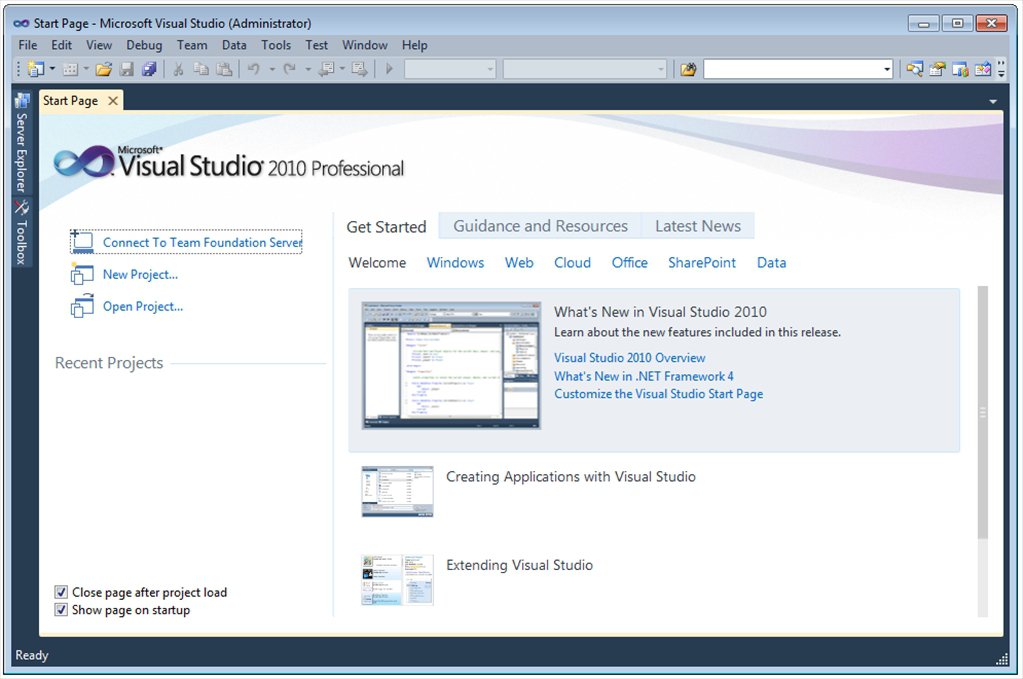 Start Page - Microsoft Visual Studio (Administrator)
File Edit View Debug Team Data Tools Test Window Help
Start Page
Server Explorer
Toolbox
Microsoft®
Visual Studio® 2010 Professional
Connect To Team Foundation Server
New Project...
Open Project...
Recent Projects
Close page after project load
Show page on startup
Get Started Guidance and Resources Latest News
Welcome Windows Web Cloud Office SharePoint Data
What's New in Visual Studio 2010
Learn about the new features included in this release.
Visual Studio 2010 Overview
What's New in .NET Framework 4
Customize the Visual Studio Start Page
Creating Applications with Visual Studio
Extending Visual Studio
Ready